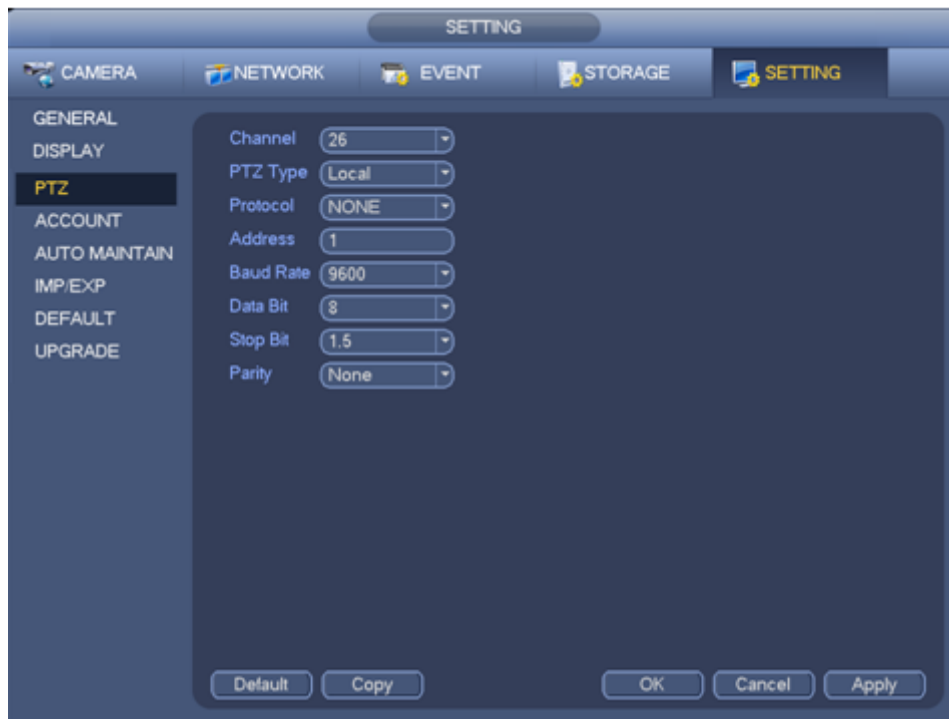 SETTING
CAMERA NETWORK EVENT STORAGE SETTING
GENERAL
DISPLAY
PTZ
ACCOUNT
AUTO MAINTAIN
IMP/EXP
DEFAULT
UPGRADE
Channel 26
PTZ Type Local
Protocol NONE
Address 1
Baud Rate 9600
Data Bit 8
Stop Bit 1.5
Parity None
Default Copy OK Cancel Apply